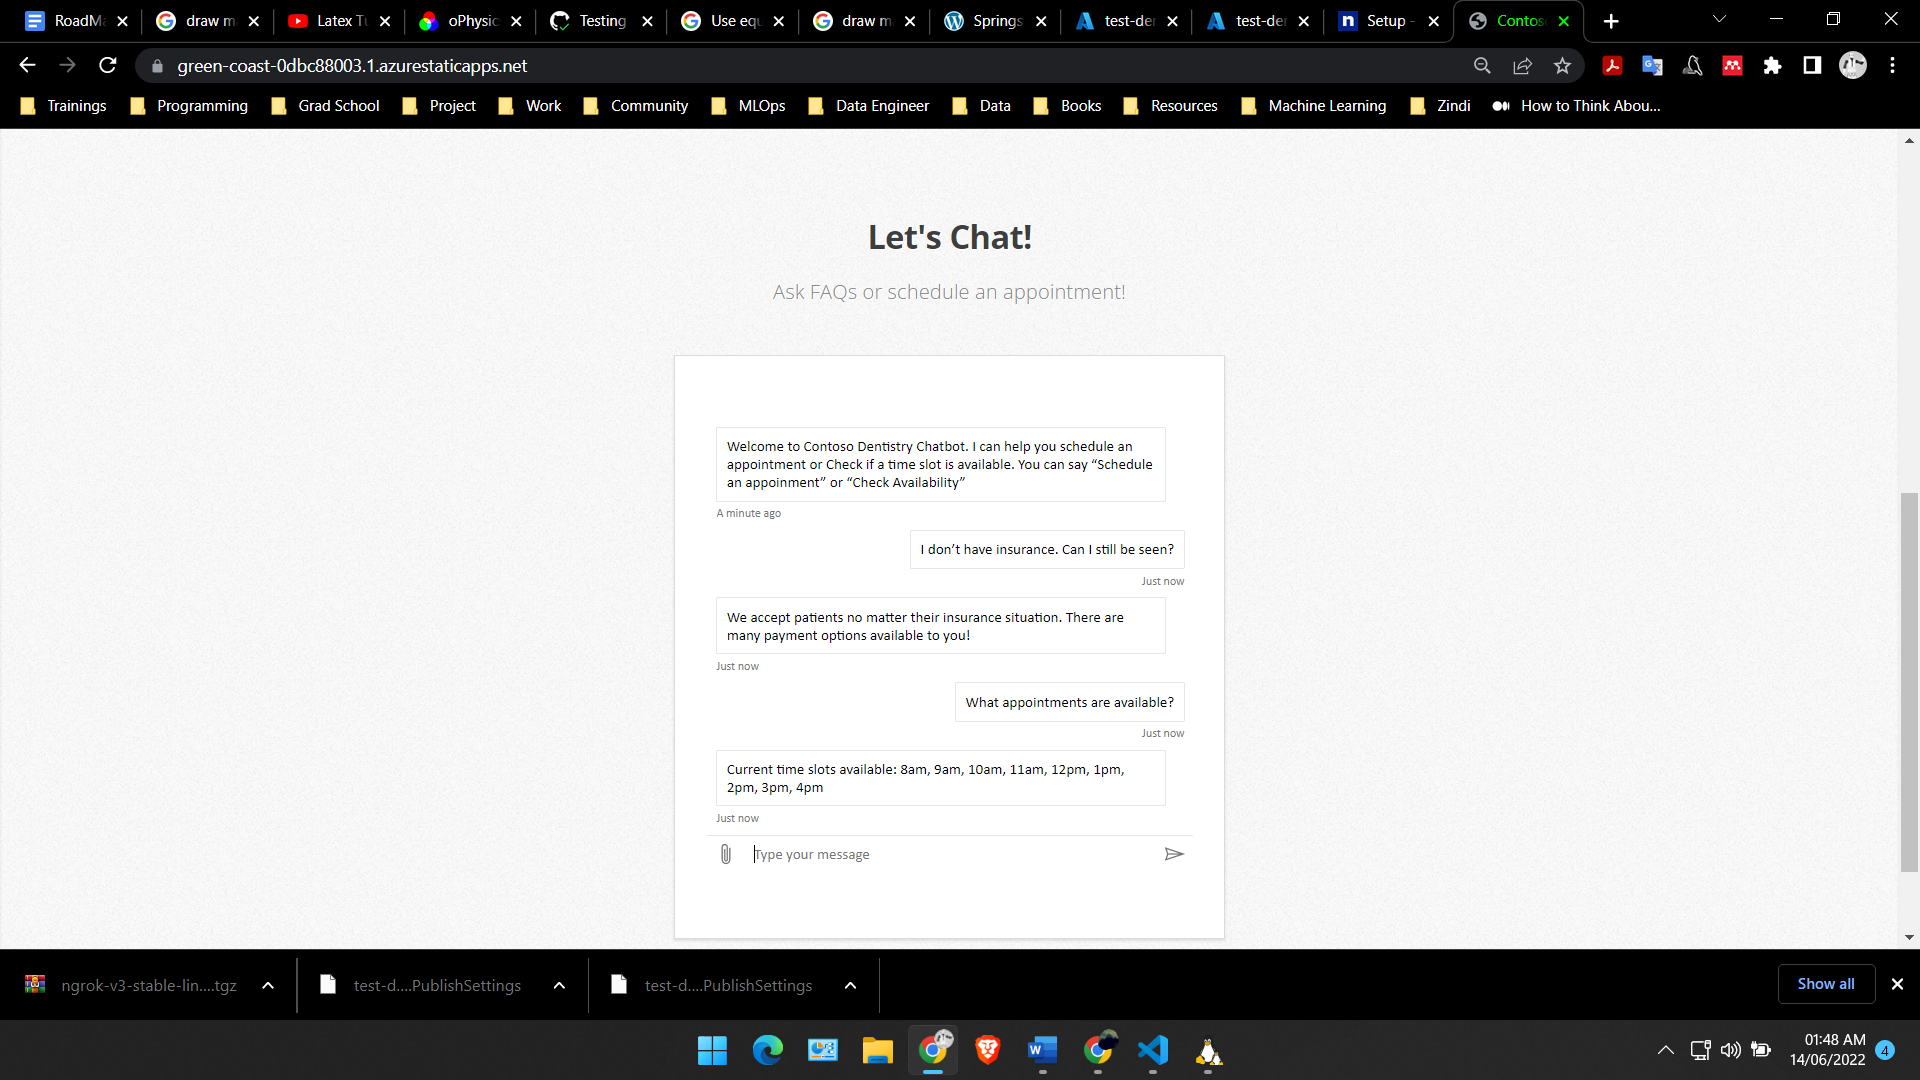 RoadMa
draw m
Latex Tu
oPhysic
Testing
Use equ
draw m
Springs
test-der
test-der
Setup -
Contoso
green-coast-0dbc88003.1.azurestaticapps.net
Trainings
Programming
Grad School
Project
Work
Community
MLOps
Data Engineer
Data
Books
Resources
Machine Learning
Zindi
How to Think Abou...
Let's Chat!
Ask FAQs or schedule an appointment!
Welcome to Contoso Dentistry Chatbot. I can help you schedule an
appointment or Check if a time slot is available. You can say “Schedule
an appoinment” or “Check Availability”
A minute ago
I don’t have insurance. Can I still be seen?
Just now
We accept patients no matter their insurance situation. There are
many payment options available to you!
Just now
What appointments are available?
Just now
Current time slots available: 8am, 9am, 10am, 11am, 12pm, 1pm,
2pm, 3pm, 4pm
Just now
Type your message
ngrok-v3-stable-lin....tgz
test-d....PublishSettings
test-d....PublishSettings
Show all
01:48 AM
14/06/2022
4